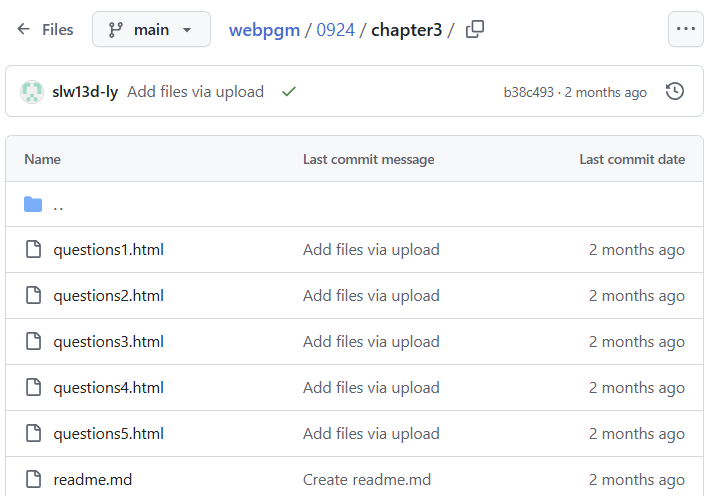 Files main webpgm / 0924 / chapter3 /
slw13d-ly Add files via upload b38c493 · 2 months ago
Name Last commit message Last commit date
..
questions1.html Add files via upload 2 months ago
questions2.html Add files via upload 2 months ago
questions3.html Add files via upload 2 months ago
questions4.html Add files via upload 2 months ago
questions5.html Add files via upload 2 months ago
readme.md Create readme.md 2 months ago